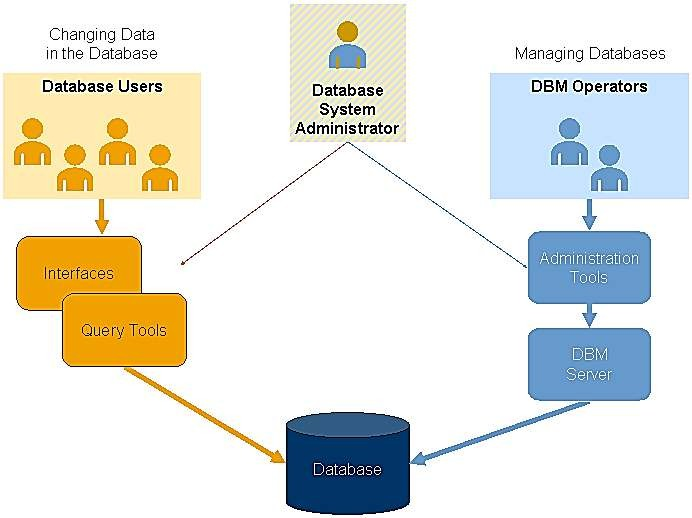 Changing Data
in the Database
Database Users
Database
System
Administrator
Managing Databases
DBM Operators
Interfaces
Query Tools
Administration
Tools
DBM
Server
Database